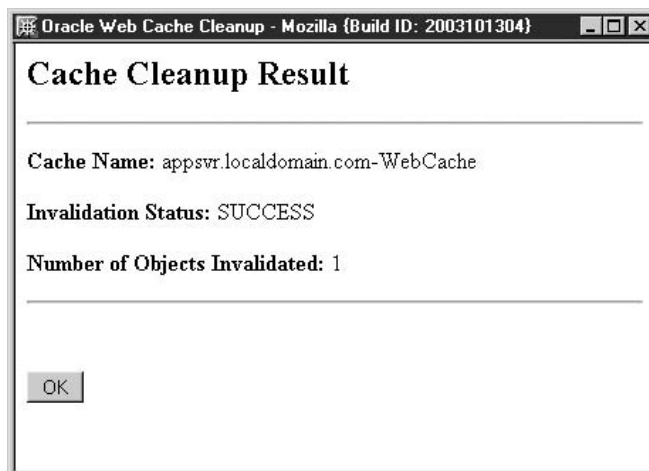 Oracle Web Cache Cleanup - Mozilla {Build ID: 2003101304}
Cache Cleanup Result
Cache Name: appsvr.localdomain.com-WebCache
Invalidation Status: SUCCESS
Number of Objects Invalidated: 1
OK